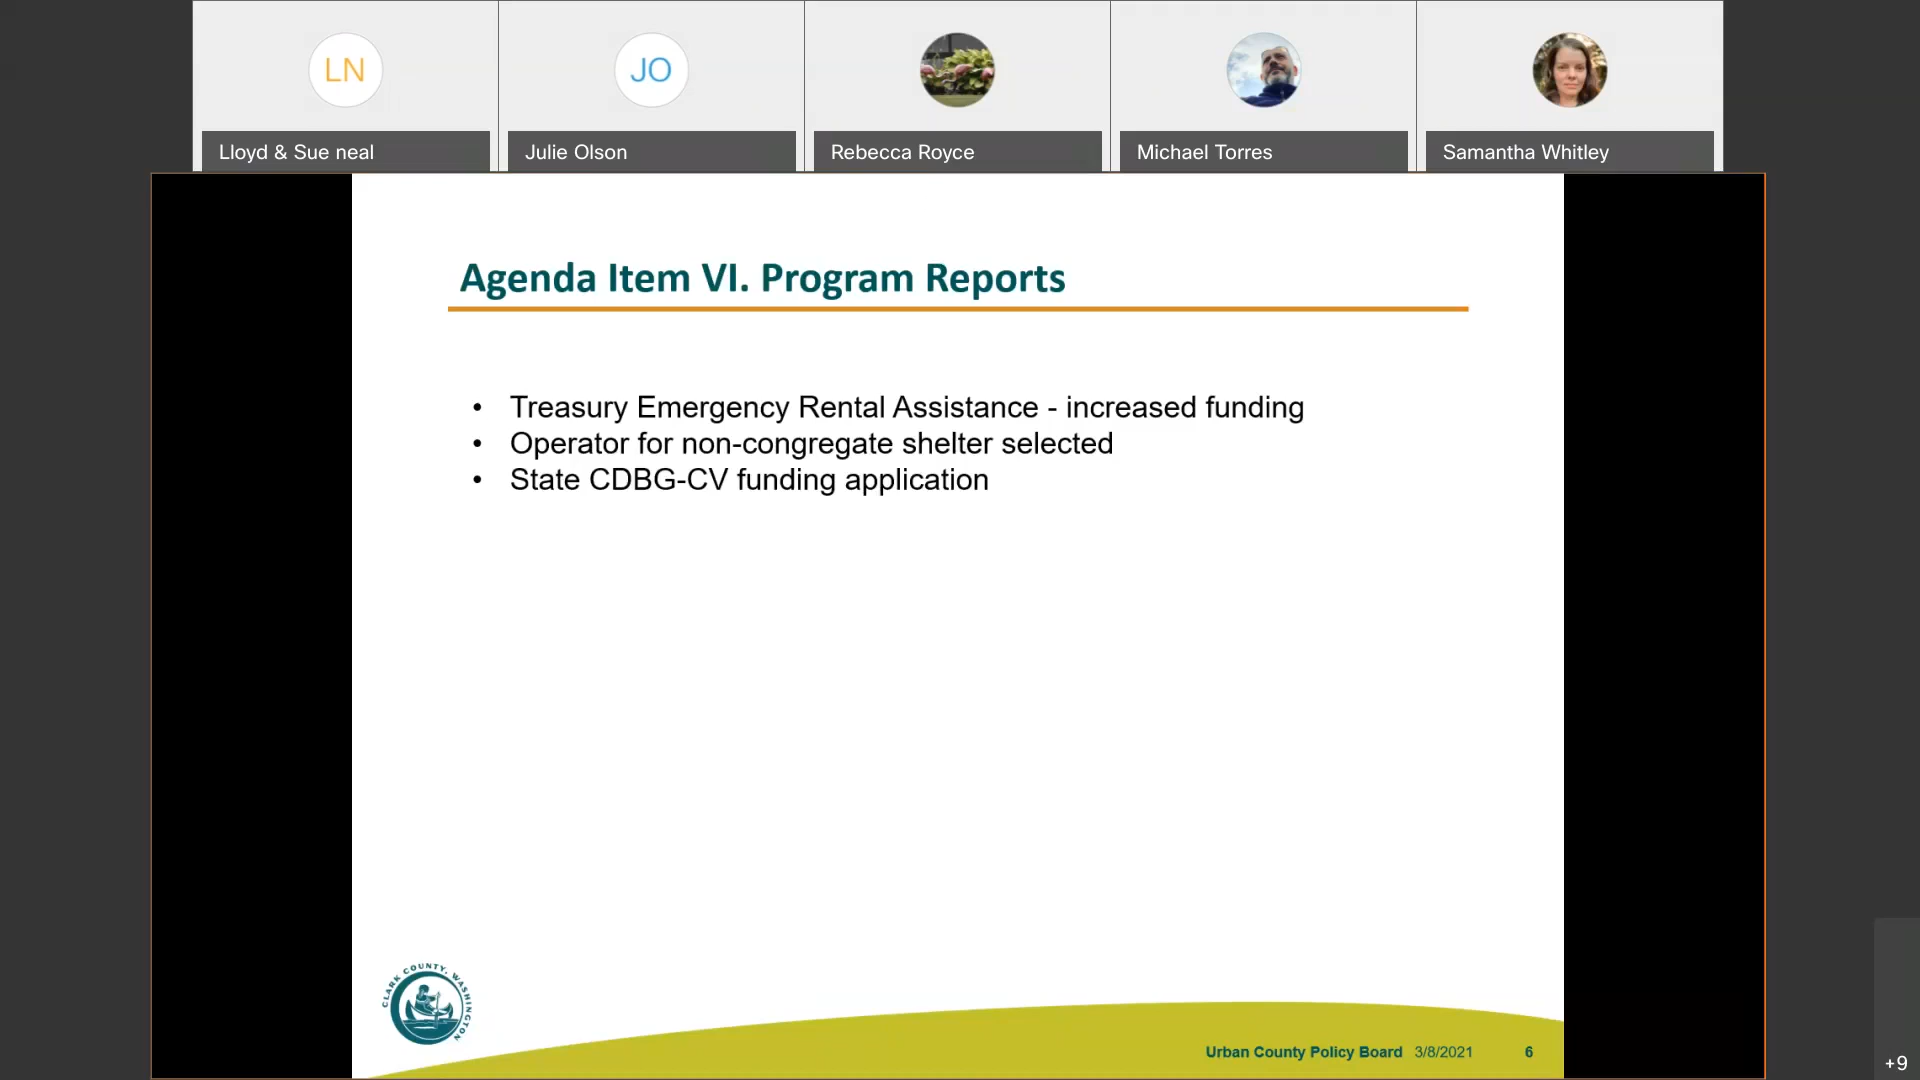 LN
JO
Lloyd & Sue neal
Julie Olson
Rebecca Royce
Michael Torres
Samantha Whitley
Agenda Item VI. Program Reports
• Treasury Emergency Rental Assistance - increased funding
• Operator for non-congregate shelter selected
• State CDBG-CV funding application
CLARK COUNTY, WASHINGTON
Urban County Policy Board 3/8/2021 6
+9